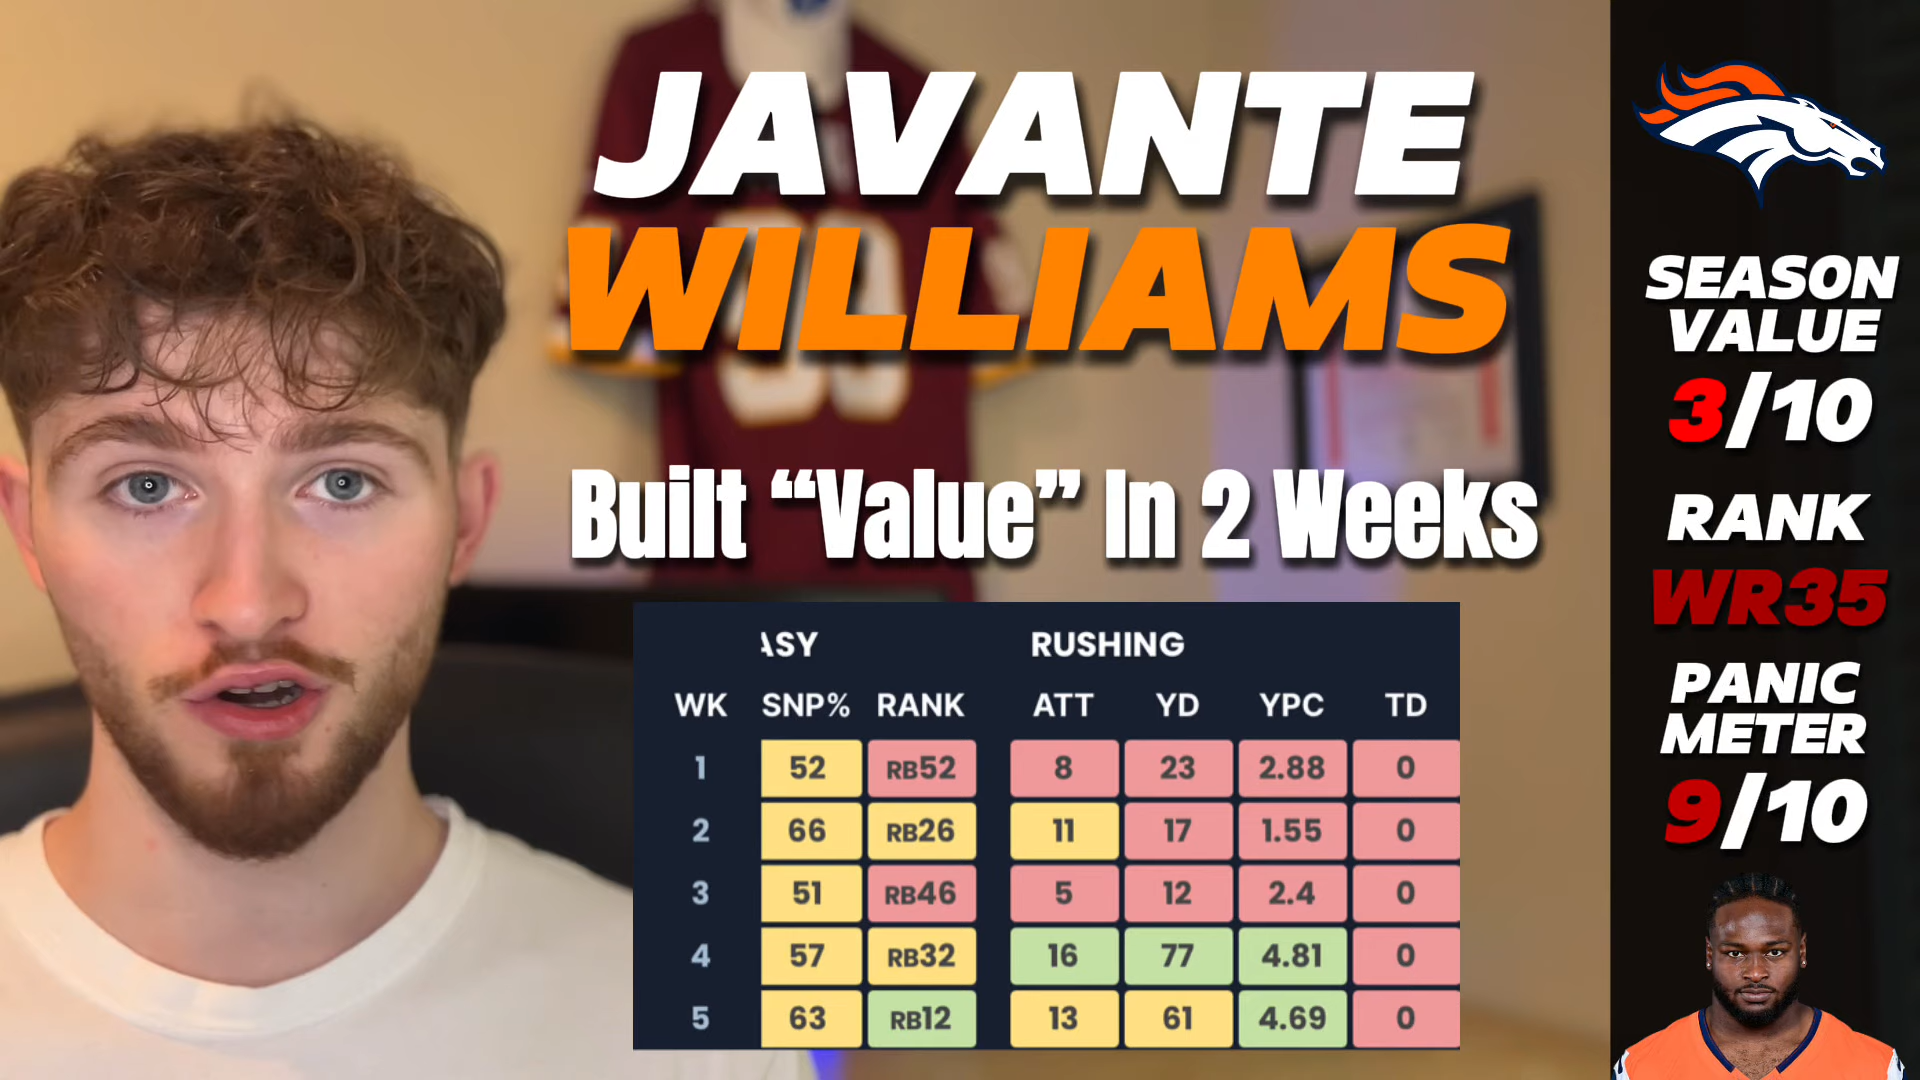 JAVANTE
WILLIAMS
Built “Value” In 2 Weeks
ASY RUSHING
WK SNP% RANK ATT YD YPC TD
1 52 RB52 8 23 2.88 0
2 66 RB26 11 17 1.55 0
3 51 RB46 5 12 2.4 0
4 57 RB32 16 77 4.81 0
5 63 RB12 13 61 4.69 0
SEASON
VALUE
3/10
RANK
WR35
PANIC
METER
9/10